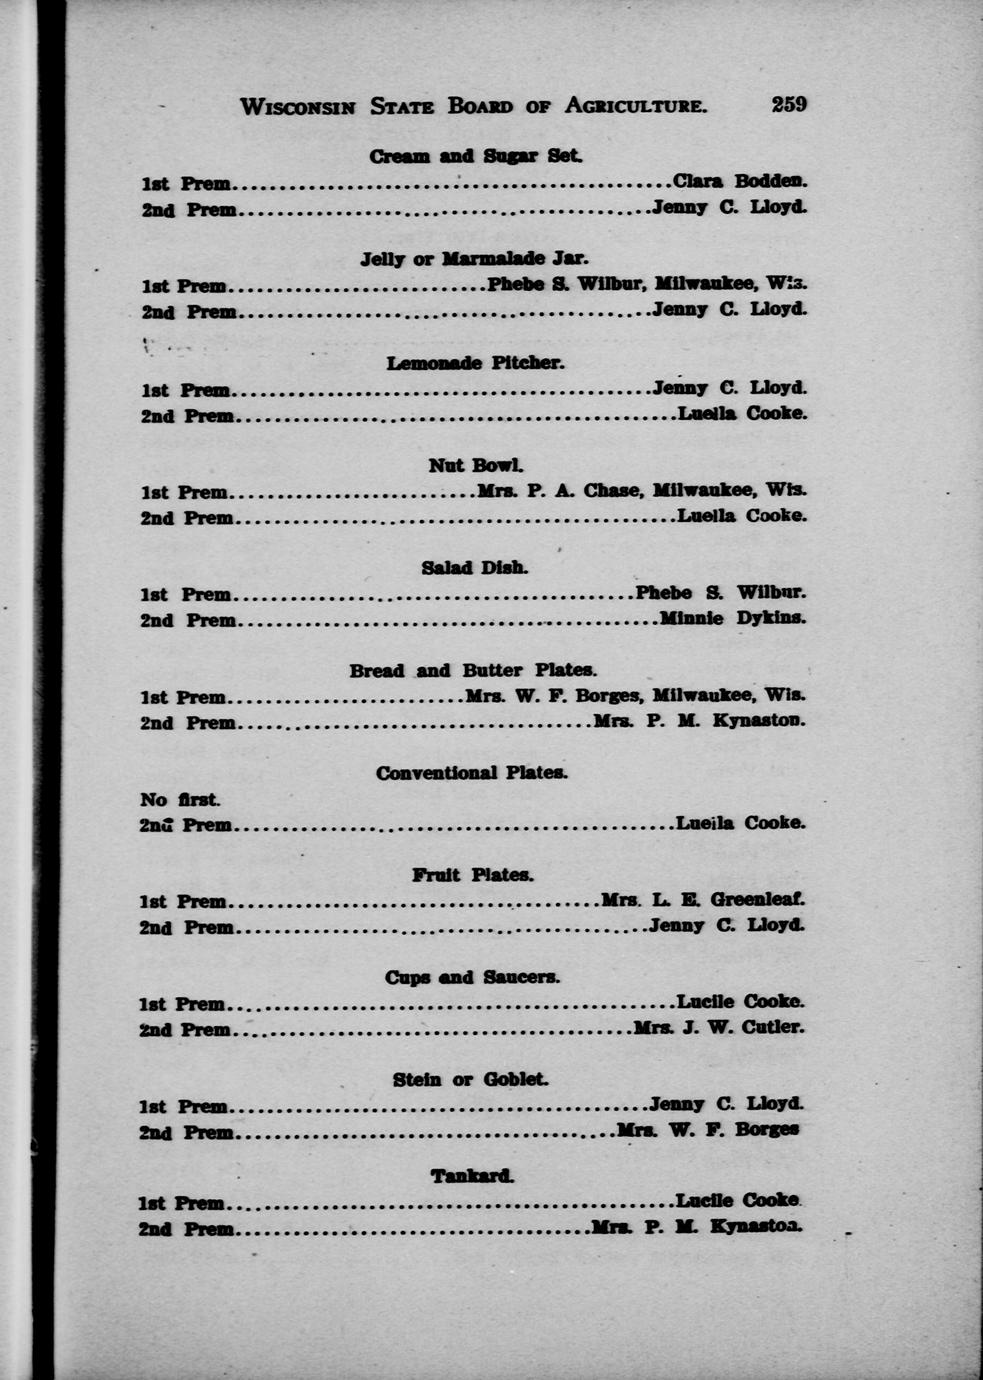 WISCONSIN STATE BOARD OF AGRICULTURE. 259
Cream and Sugar Set.
1st Prem. Clara Bodden.
2nd Prem. Jenny C. Lloyd.
Jelly or Marmalade Jar.
1st Prem. Phebe S. Wilbur, Milwaukee, Wis.
2nd Prem. Jenny C. Lloyd.
Lemonade Pitcher.
1st Prem. Jenny C. Lloyd.
2nd Prem. Luella Cooke.
Nut Bowl.
1st Prem. Mrs. P. A. Chase, Milwaukee, Wis.
2nd Prem. Luella Cooke.
Salad Dish.
1st Prem. Phebe S. Wilbur.
2nd Prem. Minnie Dykins.
Bread and Butter Plates.
1st Prem. Mrs. W. F. Borges, Milwaukee, Wis.
2nd Prem. Mrs. P. M. Kynaston.
Conventional Plates.
No first.
2nd Prem. Luella Cooke.
Fruit Plates.
1st Prem. Mrs. L. E. Greenleaf.
2nd Prem. Jenny C. Lloyd.
Cups and Saucers.
1st Prem. Lucile Cooke.
2nd Prem. Mrs. J. W. Cutler.
Stein or Goblet.
1st Prem. Jenny C. Lloyd.
2nd Prem. Mrs. W. F. Borges
Tankard.
1st Prem. Lucile Cooke.
2nd Prem. Mrs. P. M. Kynaston.